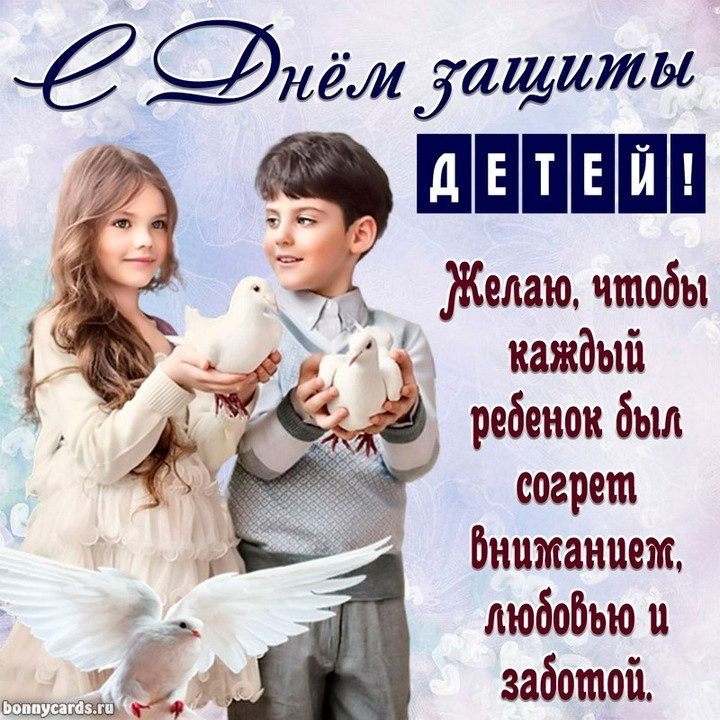 С Днём защиты
ДЕТЕЙ!
Желаю, чтобы
каждый
ребенок был
согрет
вниманием,
любовью и
заботой.
bonnycards.ru